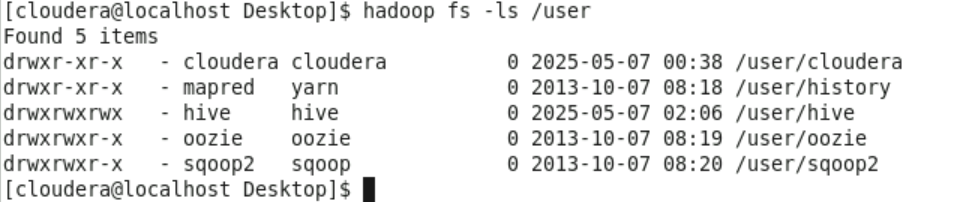 [cloudera@localhost Desktop]$ hadoop fs -ls /user
Found 5 items
drwxr-xr-x   - cloudera cloudera          0 2025-05-07 00:38 /user/cloudera
drwxr-xr-x   - mapred   yarn              0 2013-10-07 08:18 /user/history
drwxrwxrwx   - hive     hive              0 2025-05-07 02:06 /user/hive
drwxrwxr-x   - oozie    oozie             0 2013-10-07 08:19 /user/oozie
drwxrwxr-x   - sqoop2   sqoop             0 2013-10-07 08:20 /user/sqoop2
[cloudera@localhost Desktop]$